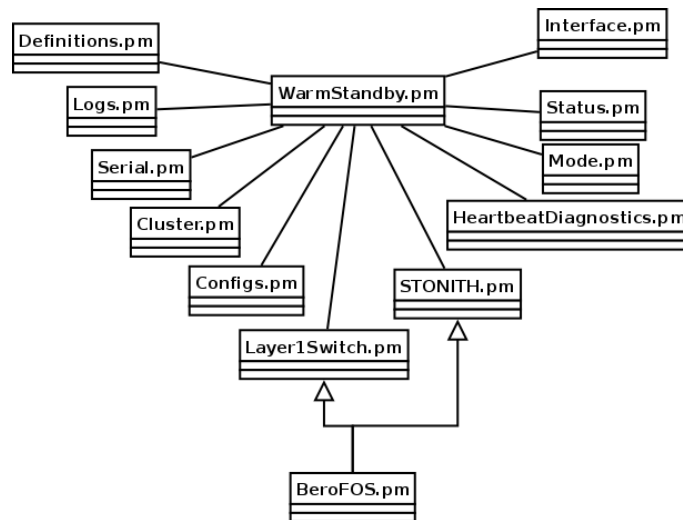 Interface.pm
Definitions.pm
WarmStandby.pm
Logs.pm
Status.pm
Serial.pm
Mode.pm
Cluster.pm
HeartbeatDiagnostics.pm
Configs.pm
STONITH.pm
Layer1Switch.pm
BeroFOS.pm